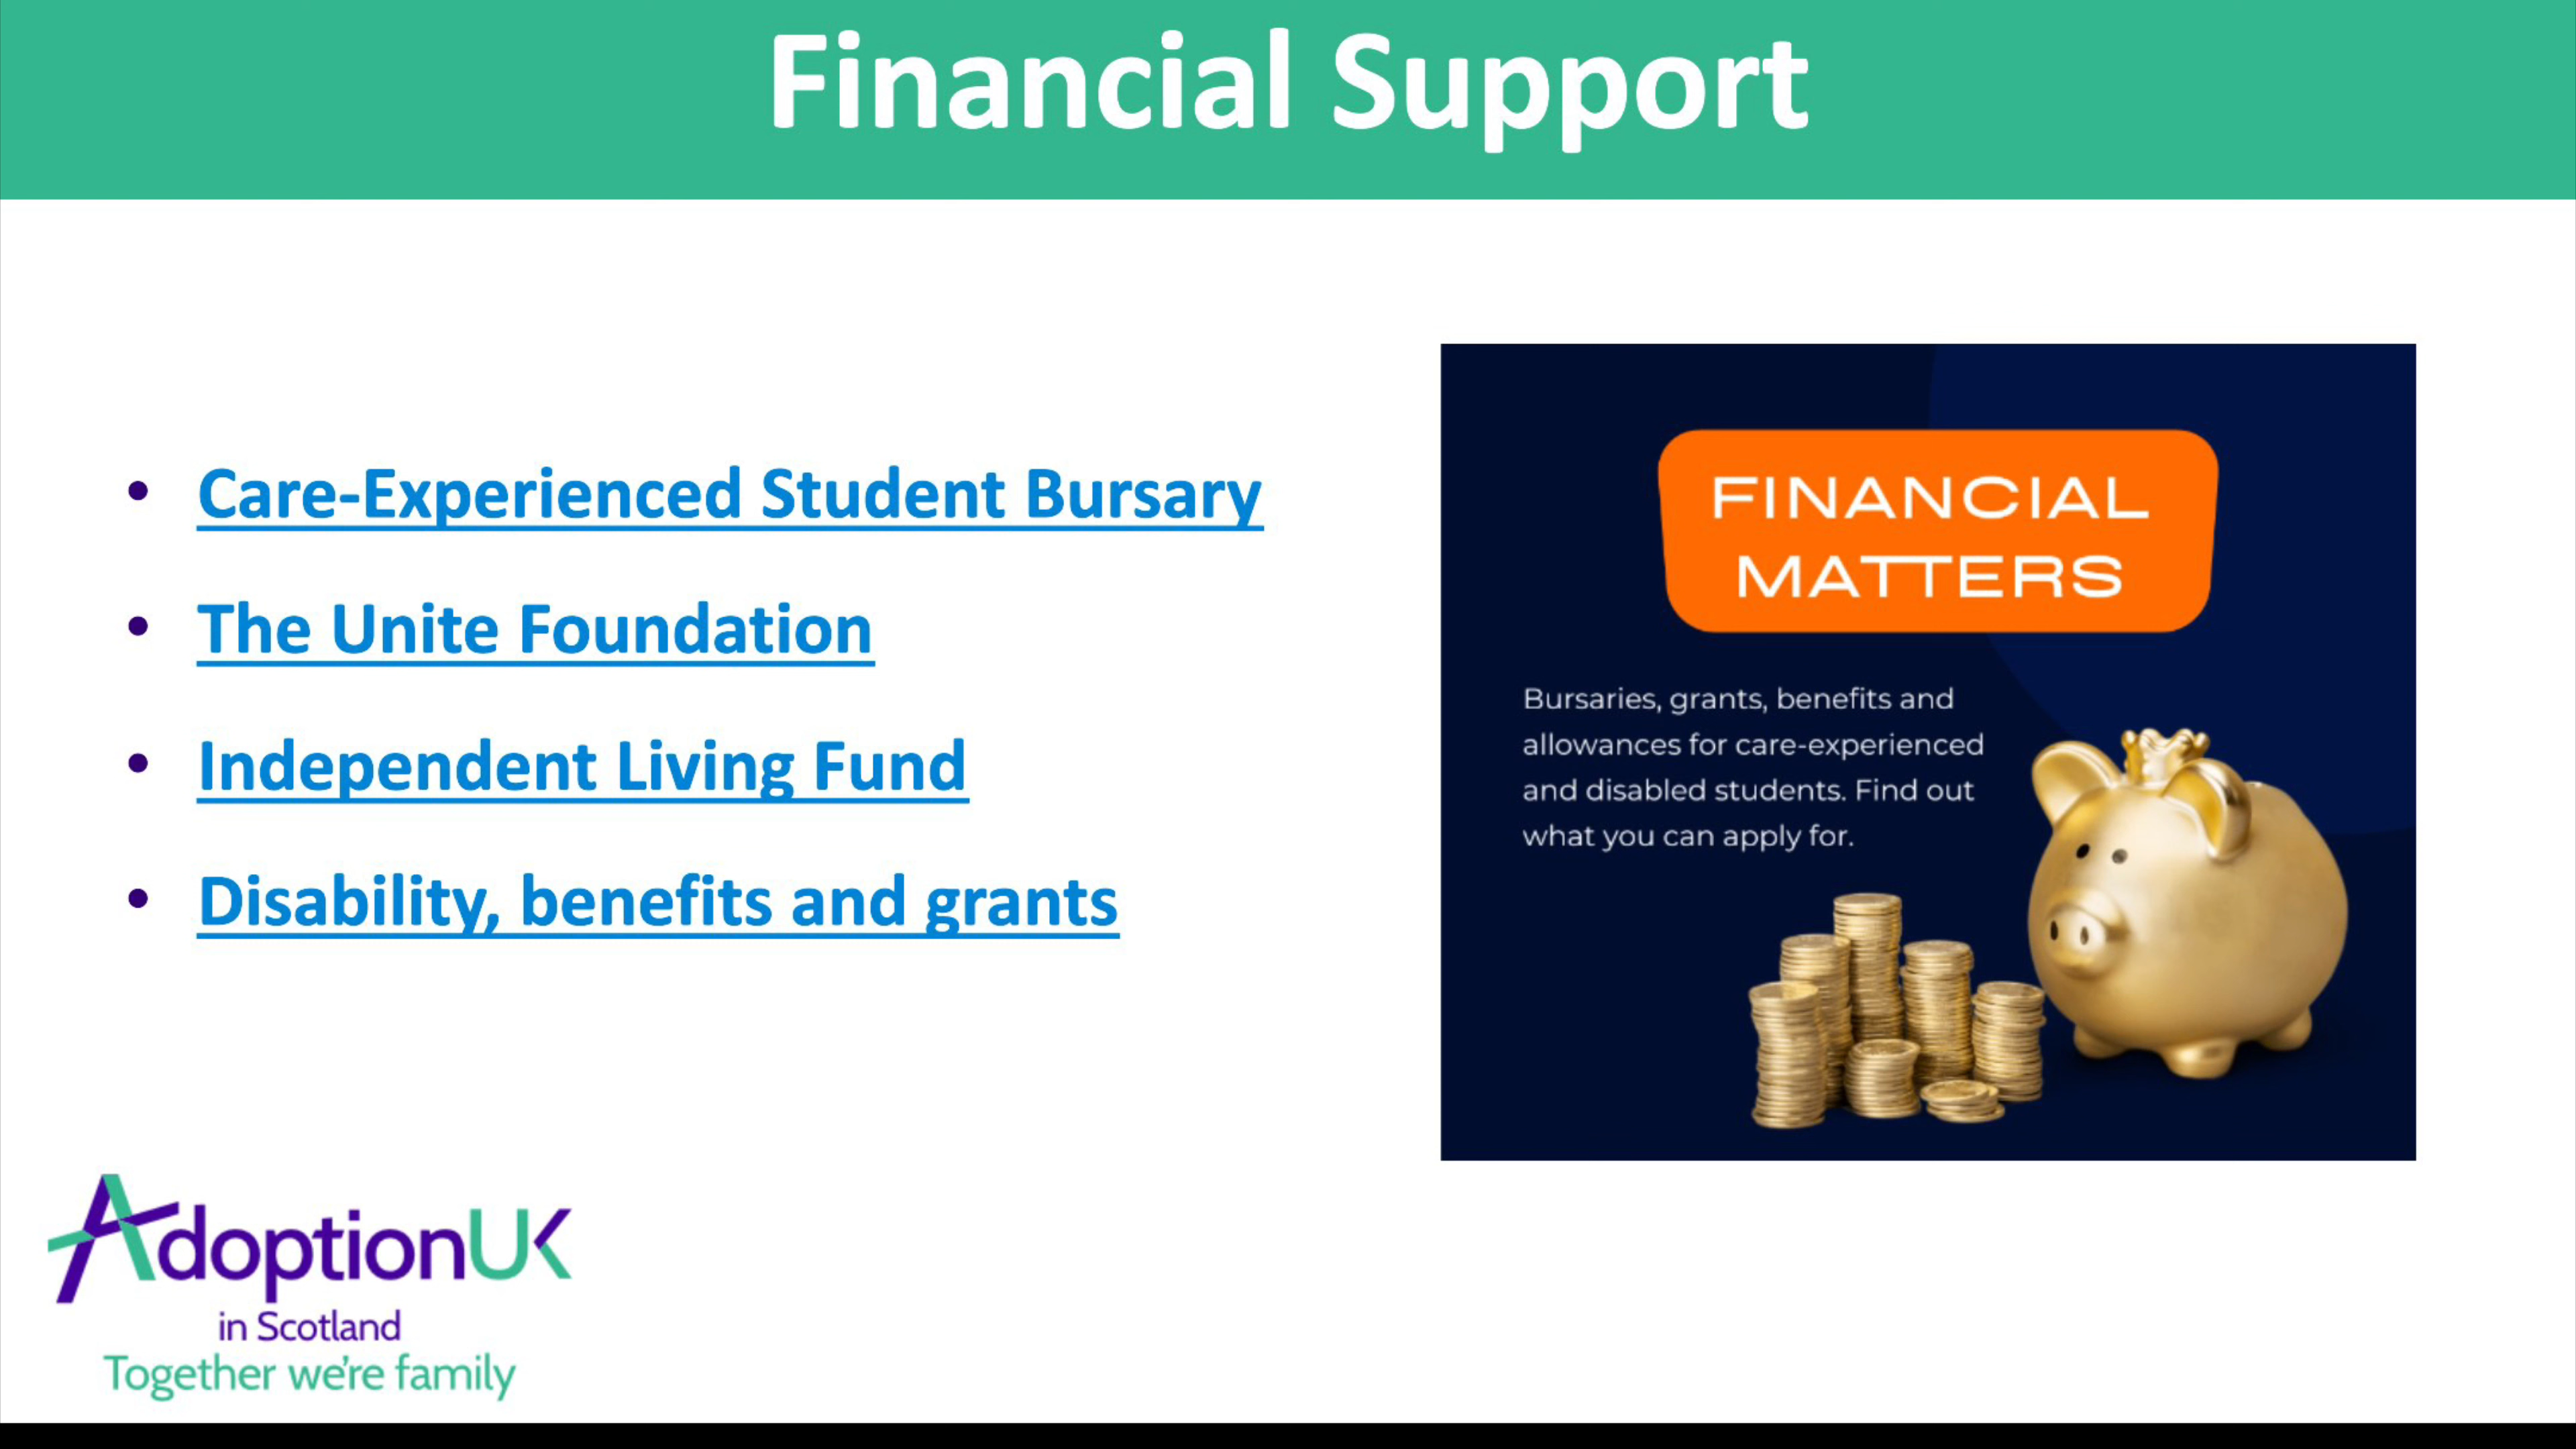 Financial Support
• Care-Experienced Student Bursary
• The Unite Foundation
• Independent Living Fund
• Disability, benefits and grants
FINANCIAL
MATTERS
Bursaries, grants, benefits and
allowances for care-experienced
and disabled students. Find out
what you can apply for.
AdoptionUK
in Scotland
Together we're family